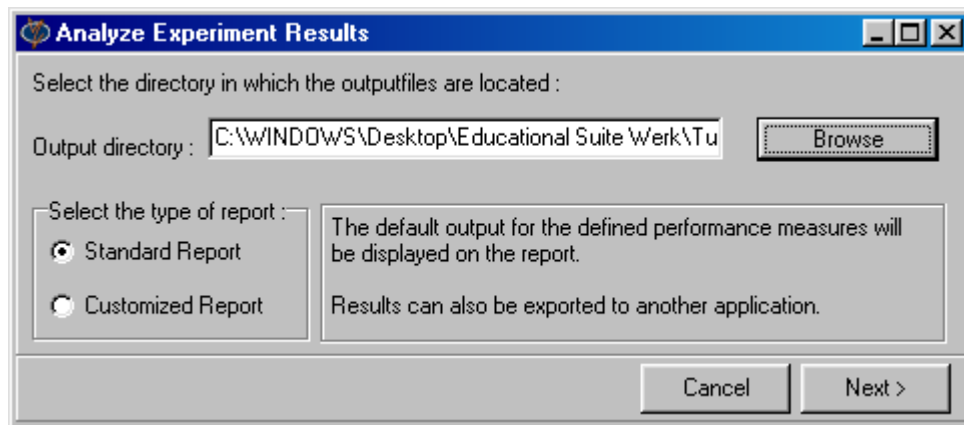 Analyze Experiment Results
Select the directory in which the outputfiles are located :
Output directory : C:\WINDOWS\Desktop\Educational Suite Werk\Tu
Browse
Select the type of report :
Standard Report
Customized Report
The default output for the defined performance measures will
be displayed on the report.
Results can also be exported to another application.
Cancel
Next >